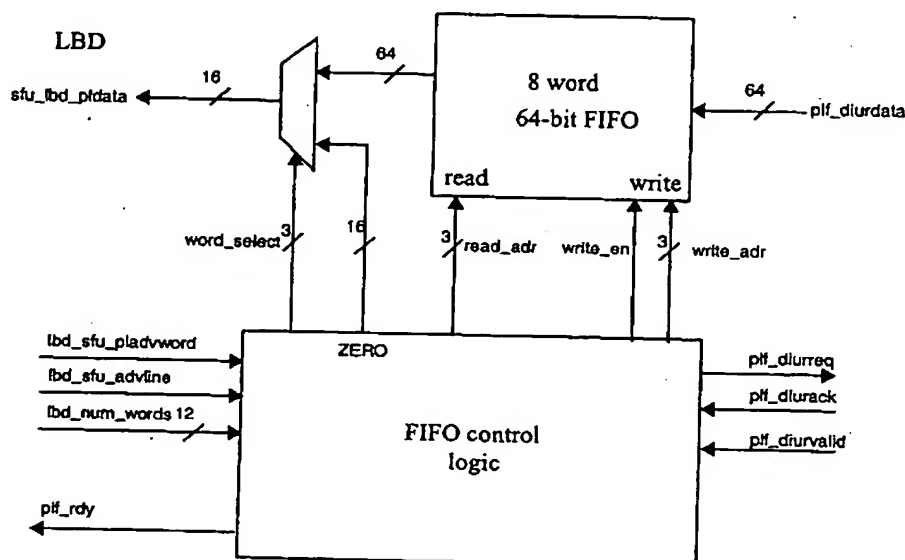 LBD
64
8 word
16
64
sfu_lbd_plfdata
64-bit FIFO
plf_diurdata
read
write
word_select
3
16
3
read_adr
write_en
3
write_adr
lbd_sfu_pladvword
ZERO
plf_diurreq
lbd_sfu_advline
plf_diurack
lbd_num_words 12
FIFO control
plf_diurvalid
logic
plf_rdy